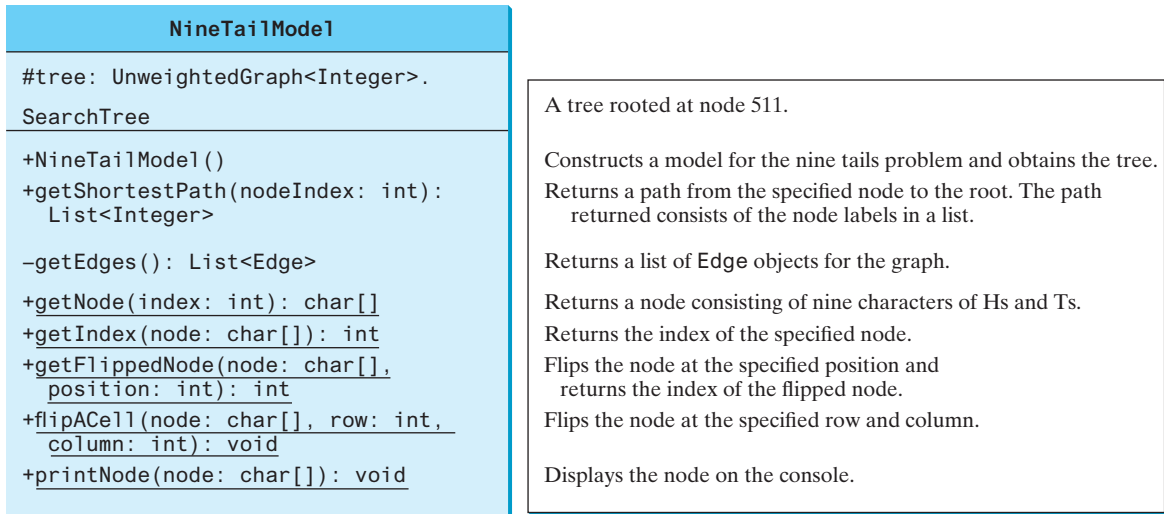 NineTailModel
#tree: UnweightedGraph<Integer>.
SearchTree
+NineTailModel()
+getShortestPath(nodeIndex: int):
List<Integer>
–getEdges(): List<Edge>
+getNode(index: int): char[]
+getIndex(node: char[]): int
+getFlippedNode(node: char[],
position: int): int
+flipACell(node: char[], row: int,
column: int): void
+printNode(node: char[]): void
A tree rooted at node 511.
Constructs a model for the nine tails problem and obtains the tree.
Returns a path from the specified node to the root. The path
returned consists of the node labels in a list.
Returns a list of Edge objects for the graph.
Returns a node consisting of nine characters of Hs and Ts.
Returns the index of the specified node.
Flips the node at the specified position and
returns the index of the flipped node.
Flips the node at the specified row and column.
Displays the node on the console.